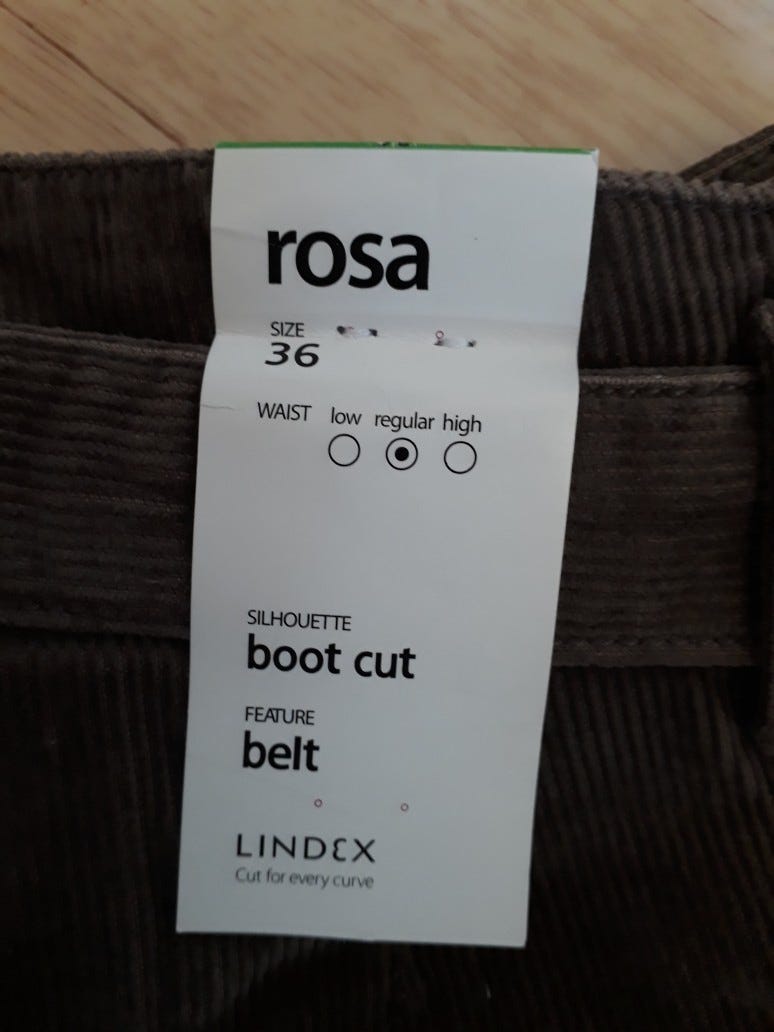 rosa
SIZE
36
WAIST low regular high
SILHOUETTE
boot cut
FEATURE
belt
LINDEX
Cut for every curve